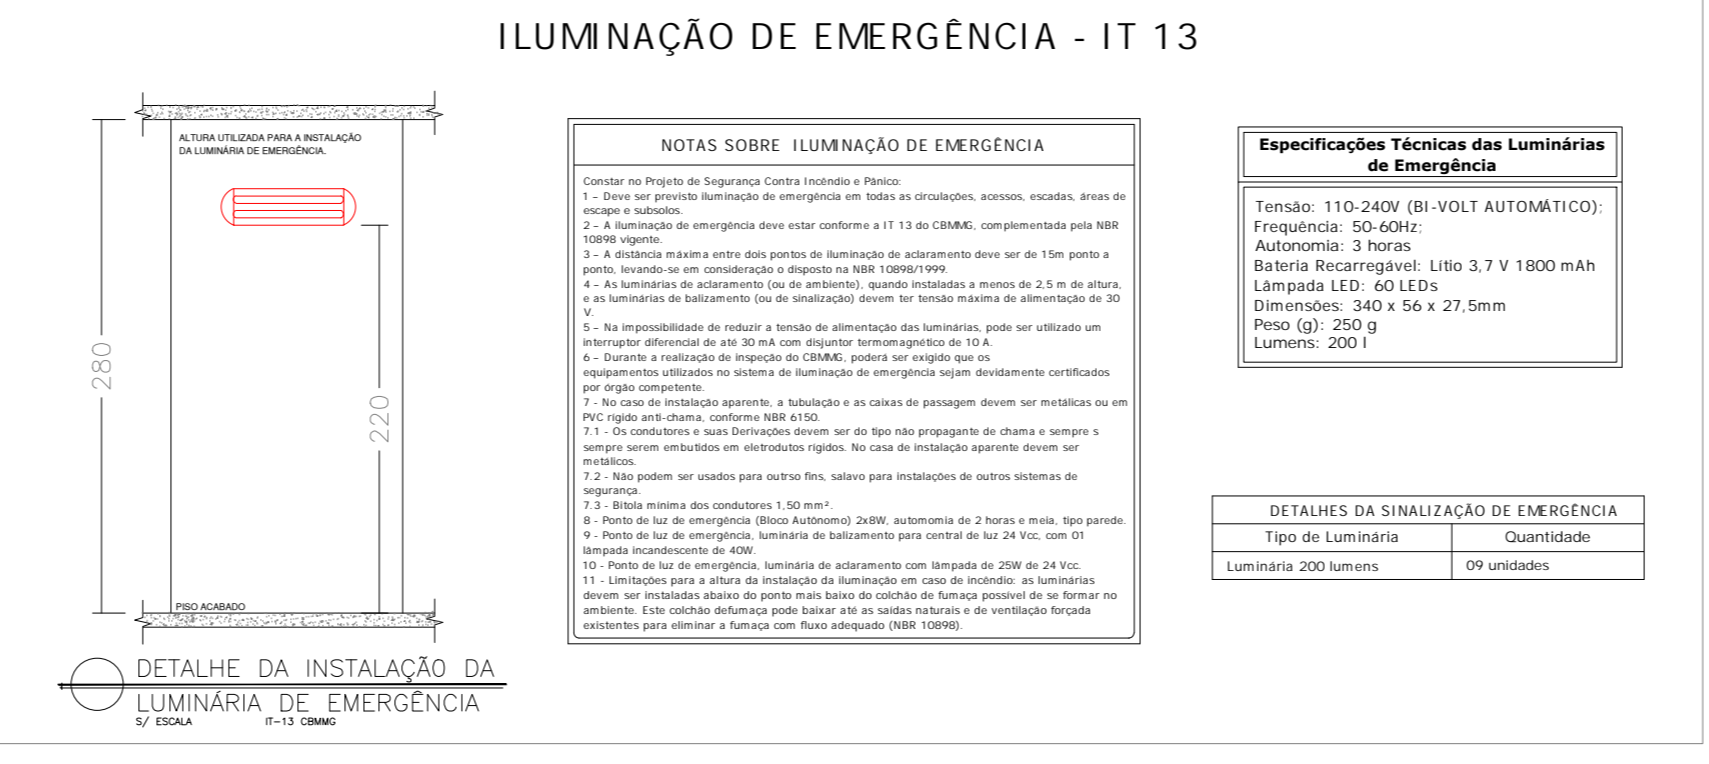 ILUMINAÇÃO DE EMERGÊNCIA - IT 13
ALTURA UTILIZADA PARA A INSTALAÇÃO
DA LUMINÁRIA DE EMERGÊNCIA.
280
220
PISO ACABADO
DETALHE DA INSTALAÇÃO DA
LUMINÁRIA DE EMERGÊNCIA
S/ ESCALA IT-13 CBMMG
NOTAS SOBRE ILUMINAÇÃO DE EMERGÊNCIA
Constar no Projeto de Segurança Contra Incêndio e Pânico:
1 – Deve ser previsto iluminação de emergência em todas as circulações, acessos, escadas, áreas de
escape e subsolos.
2 – A iluminação de emergência deve estar conforme a IT 13 do CBMMG, complementada pela NBR
10898 vigente.
3 – A distância máxima entre dois pontos de iluminação de aclaramento deve ser de 15m ponto a
ponto, levando-se em consideração o disposto na NBR 10898/1999.
4 – As luminárias de aclaramento (ou de ambiente), quando instaladas a menos de 2,5 m de altura,
e as luminárias de balizamento (ou de sinalização) devem ter tensão máxima de alimentação de 30
V.
5 – Na impossibilidade de reduzir a tensão de alimentação das luminárias, pode ser utilizado um
interruptor diferencial de até 30 mA com disjuntor termomagnético de 10 A.
6 – Durante a realização de inspeção do CBMMG, poderá ser exigido que os
equipamentos utilizados no sistema de iluminação de emergência sejam devidamente certificados
por órgão competente.
7 - No caso de instalação aparente, a tubulação e as caixas de passagem devem ser metálicas ou em
PVC rígido anti-chama, conforme NBR 6150.
7.1 - Os condutores e suas Derivações devem ser do tipo não propagante de chama e sempre s
sempre serem embutidos em eletrodutos rígidos. No casa de instalação aparente devem ser
metálicos.
7.2 - Não podem ser usados para outrso fins, salavo para instalações de outros sistemas de
segurança.
7.3 - Bitola mínima dos condutores 1,50 mm².
8 - Ponto de luz de emergência (Bloco Autônomo) 2x8W, automomia de 2 horas e meia, tipo parede.
9 - Ponto de luz de emergência, luminária de balizamento para central de luz 24 Vcc, com 01
lâmpada incandescente de 40W.
10 - Ponto de luz de emergência, luminária de aclaramento com lâmpada de 25W de 24 Vcc.
11 - Limitações para a altura da instalação da iluminação em caso de incêndio: as luminárias
devem ser instaladas abaixo do ponto mais baixo do colchão de fumaça possível de se formar no
ambiente. Este colchão defumaça pode baixar até as saídas naturais e de ventilação forçada
existentes para eliminar a fumaça com fluxo adequado (NBR 10898).
Especificações Técnicas das Luminárias
de Emergência
Tensão: 110-240V (BI-VOLT AUTOMÁTICO);
Frequência: 50-60Hz;
Autonomia: 3 horas
Bateria Recarregável: Lítio 3,7 V 1800 mAh
Lâmpada LED: 60 LEDs
Dimensões: 340 x 56 x 27,5mm
Peso (g): 250 g
Lumens: 200 l
DETALHES DA SINALIZAÇÃO DE EMERGÊNCIA
Tipo de Luminária Quantidade
Luminária 200 lumens 09 unidades